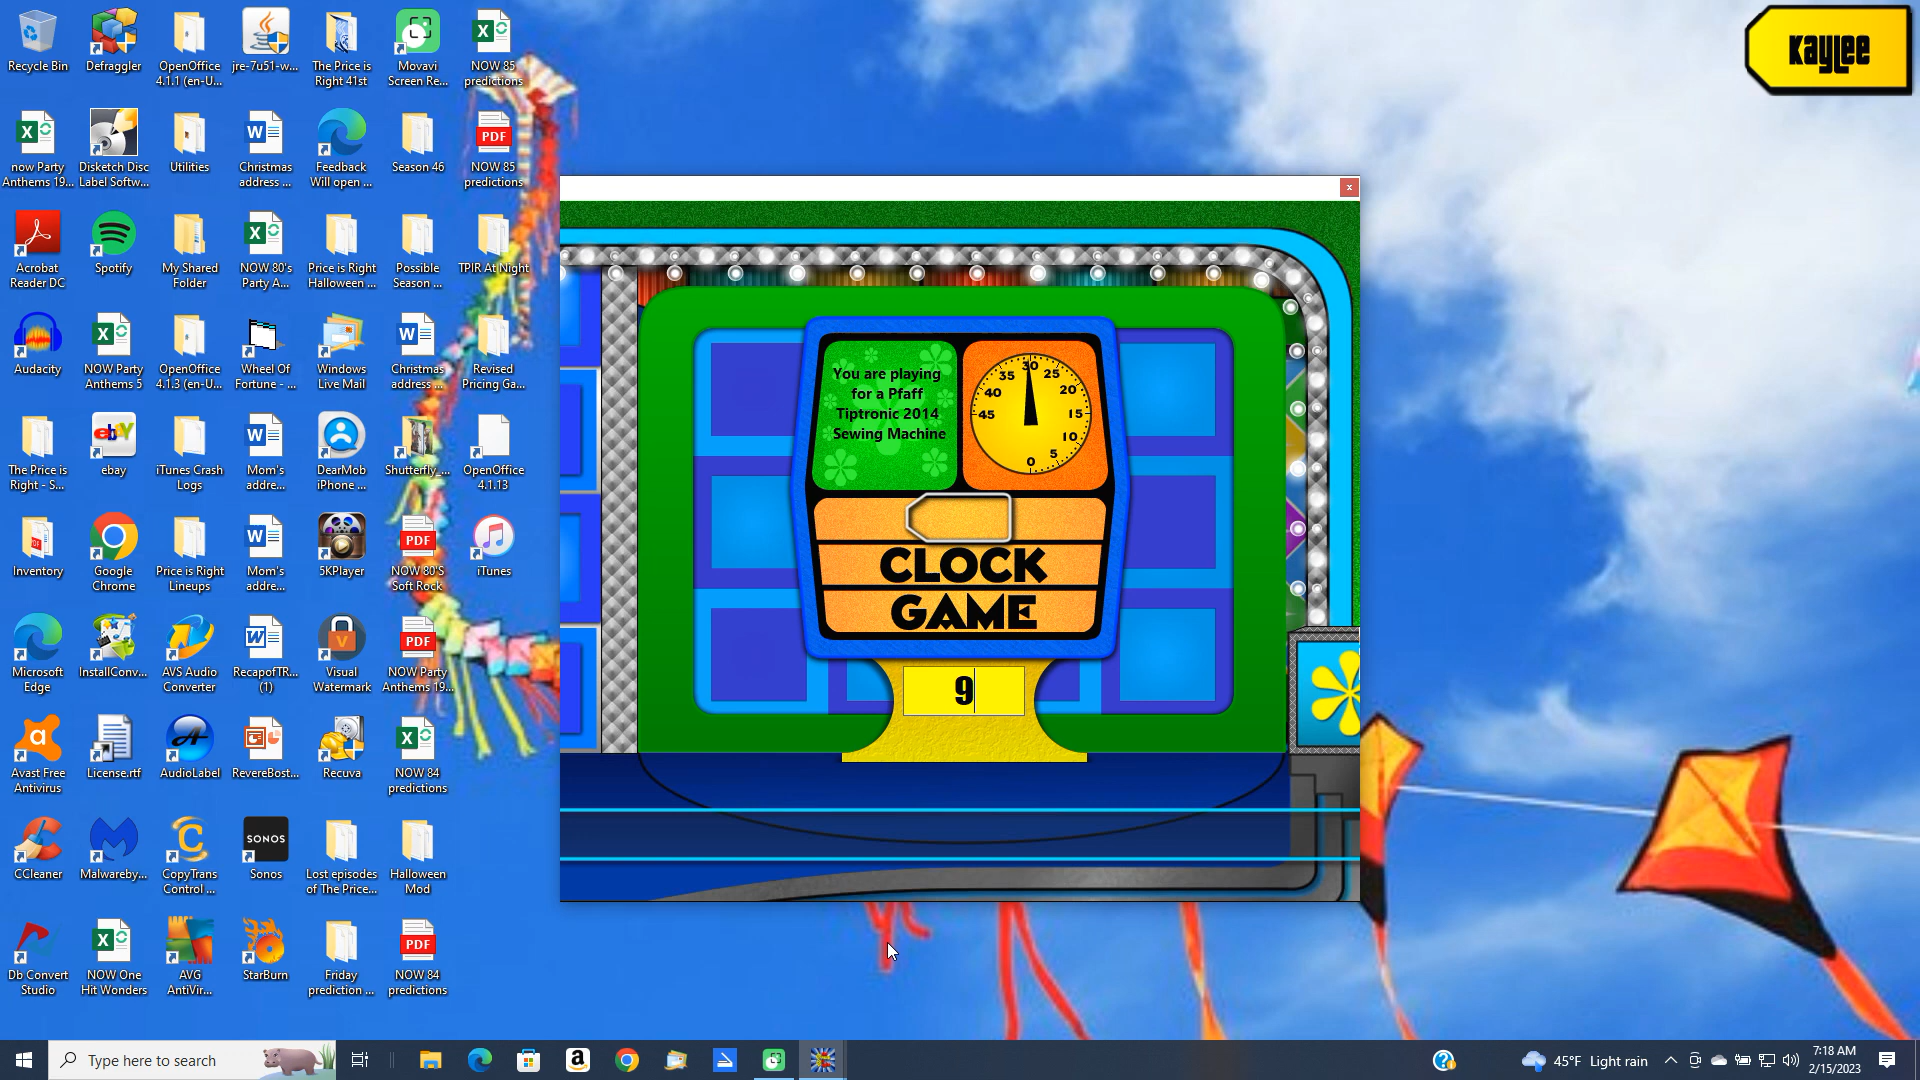 Recycle Bin
Defraggler
OpenOffice
4.1.1 (en-U...
jre-7u51-w...
The Price is
Right 41st
Movavi
Screen Re...
NOW 85
predictions
KAYLEE
now Party
Anthems 19...
Disketch Disc
Label Softw...
Utilities
Christmas
address ...
Feedback
Will open ...
Season 46
PDF
NOW 85
predictions
Acrobat
Reader DC
Spotify
My Shared
Folder
NOW 80's
Party A...
Price is Right
Halloween ...
Possible
Season ...
TPIR At Night
Audacity
NOW Party
Anthems 5
OpenOffice
4.1.3 (en-U...
Wheel Of
Fortune - ...
Windows
Live Mail
Christmas
address ...
Revised
Pricing Ga...
The Price is
Right - S...
ebay
ebay
iTunes Crash
Logs
Mom's
addre...
DearMob
iPhone ...
Shutterfly_...
OpenOffice
4.1.13
Inventory
Google
Chrome
Price is Right
Lineups
Mom's
addre...
5KPlayer
PDF
NOW 80'S
Soft Rock
iTunes
Microsoft
Edge
InstallConv...
AVS Audio
Converter
RecapofTR...
(1)
Visual
Watermark
PDF
NOW Party
Anthems 19...
Avast Free
Antivirus
License.rtf
AudioLabel
RevereBost...
Recuva
NOW 84
predictions
CCleaner
Malwareby...
CopyTrans
Control ...
SONOS
Sonos
Lost episodes
of The Price...
Halloween
Mod
Db Convert
Studio
NOW One
Hit Wonders
AVG
AntiVir...
StarBurn
Friday
prediction ...
PDF
NOW 84
predictions
x
You are playing
for a Pfaff
Tiptronic 2014
Sewing Machine
30
35
25
40
20
45
15
10
5
0
CLOCK
GAME
9
Type here to search
45°F Light rain
7:18 AM
2/15/2023